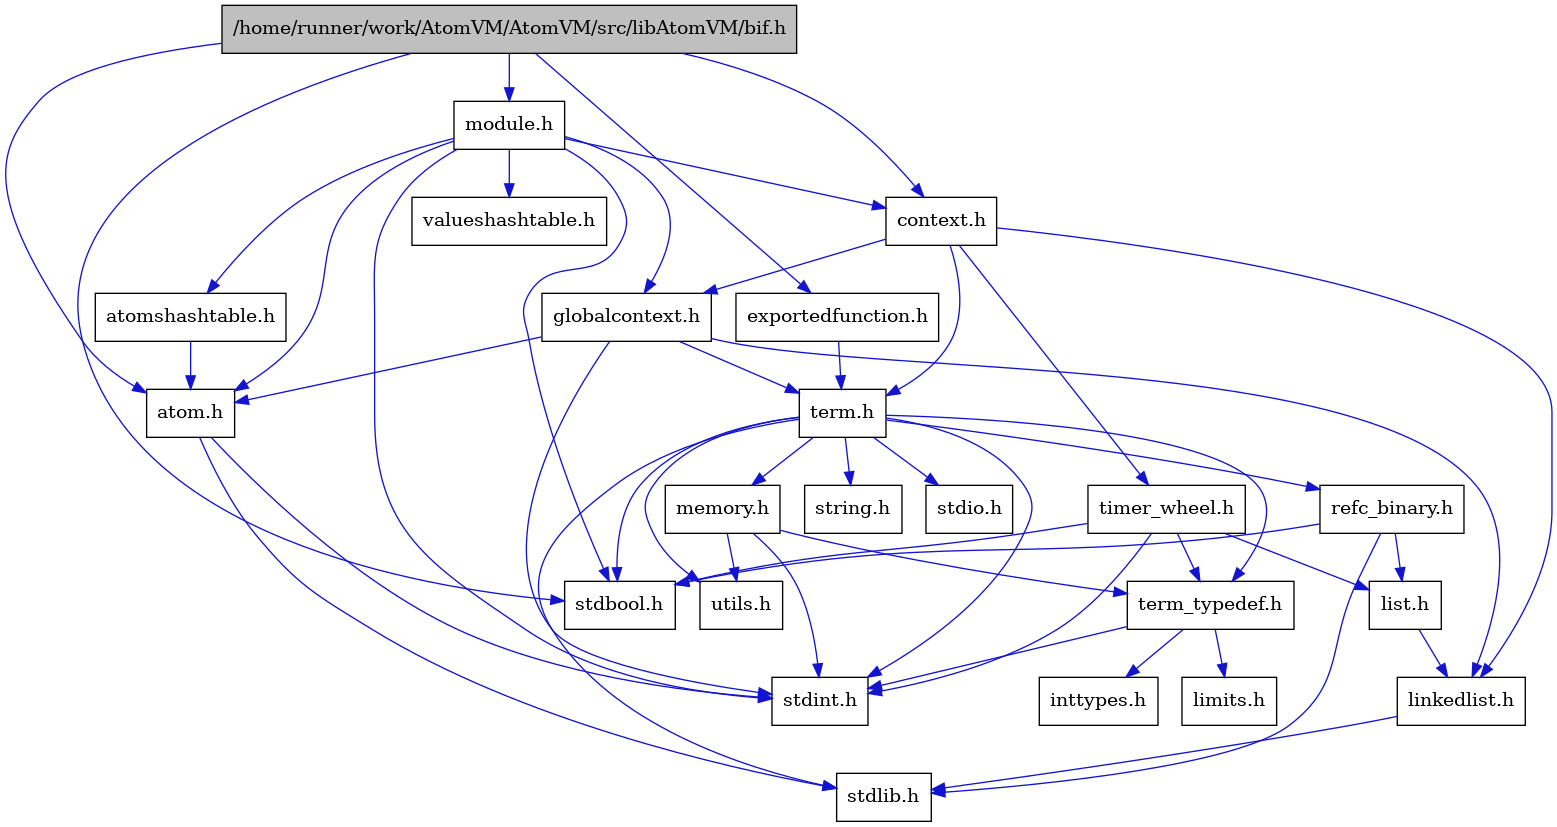 /home/runner/work/AtomVM/AtomVM/src/libAtomVM/bif.h
module.h
valueshashtable.h
context.h
atomshashtable.h
globalcontext.h
exportedfunction.h
atom.h
term.h
memory.h
string.h
stdio.h
timer_wheel.h
refc_binary.h
stdbool.h
utils.h
term_typedef.h
list.h
stdint.h
inttypes.h
limits.h
linkedlist.h
stdlib.h